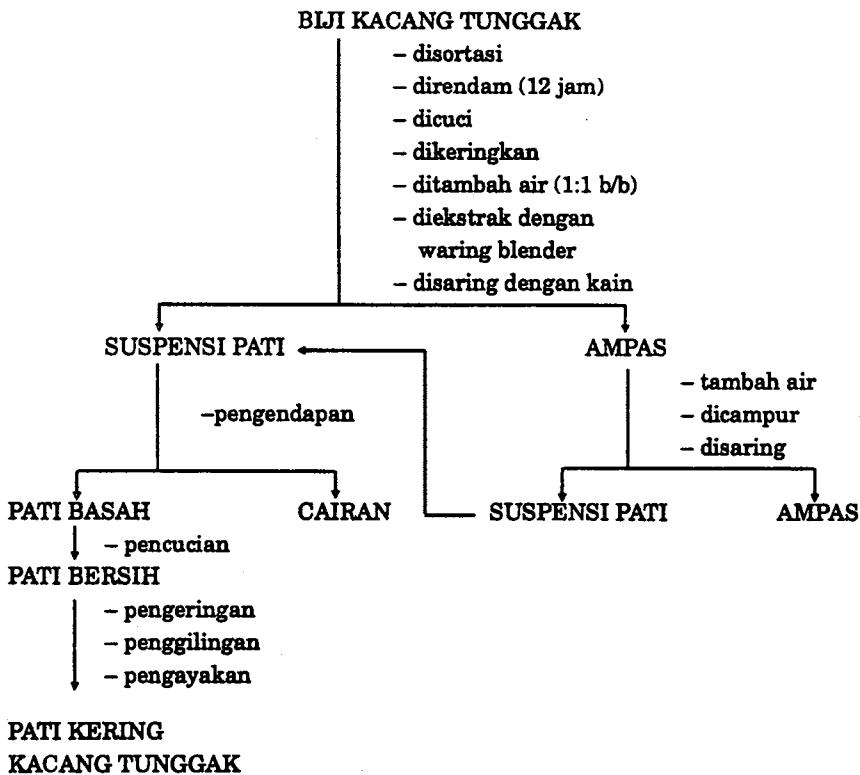 BIJI KACANG TUNGGAK
– disortasi
– direndam (12 jam)
– dicuci
– dikeringkan
– ditambah air (1:1 b/b)
– diekstrak dengan
waring blender
– disaring dengan kain
SUSPENSI PATI
AMPAS
–pengendapan
– tambah air
– dicampur
– disaring
PATI BASAH
CAIRAN
SUSPENSI PATI
AMPAS
– pencucian
PATI BERSIH
– pengeringan
– penggilingan
– pengayakan
PATI KERING
KACANG TUNGGAK